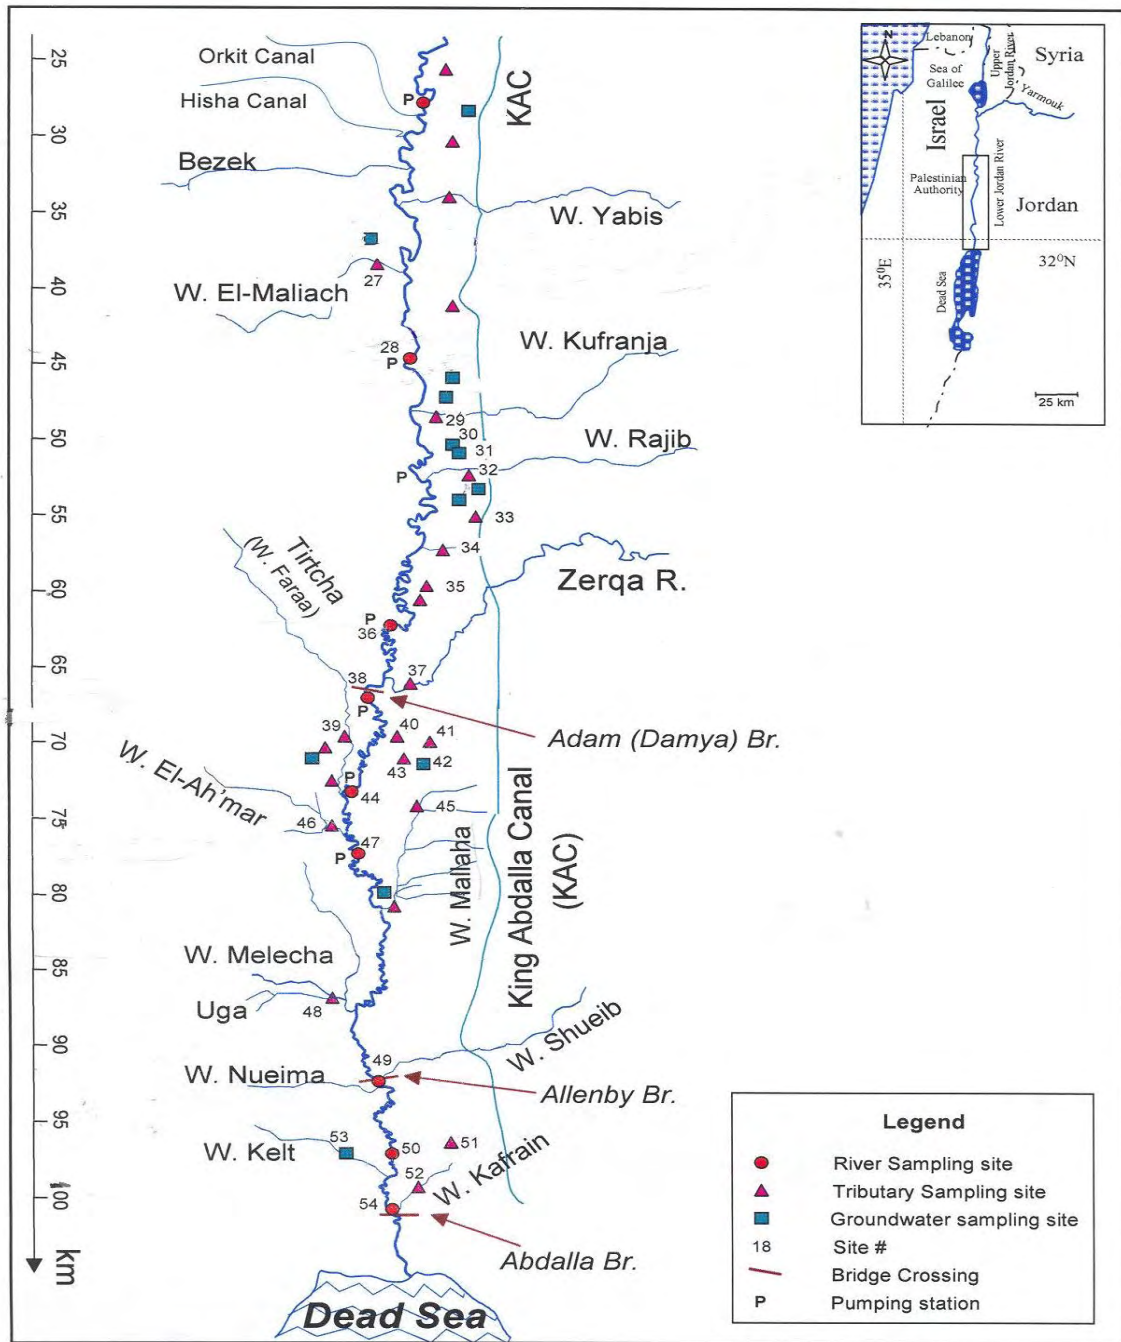 25
30
35
40
45
50
55
60
65
70
75
80
85
90
95
100
km
Orkit Canal
Hisha Canal
Bezek
P
KAC
W. Yabis
27
W. El-Maliach
28
P
W. Kufranja
29
30
31
W. Rajib
32
P
33
34
Tirtcha
(W. Faraa)
35
Zerqa R.
P
36
37
38
P
Adam (Damya) Br.
39
40
41
42
43
W. El-Ah'mar
P
44
45
46
47
P
W. Mallaha
King Abdalla Canal
(KAC)
W. Melecha
Uga
48
W. Shueib
49
W. Nueima
Allenby Br.
53
W. Kelt
50
51
52
W. Kafrain
54
Abdalla Br.
Dead Sea
N
Lebanon
Syria
Sea of
Galilee
Upper
Jordan River
Yarmouk
Israel
Palestinian
Authority
Lower Jordan River
Jordan
35⁰E
32⁰N
Dead Sea
25 km
Legend
River Sampling site
Tributary Sampling site
Groundwater sampling site
18 Site #
Bridge Crossing
P Pumping station